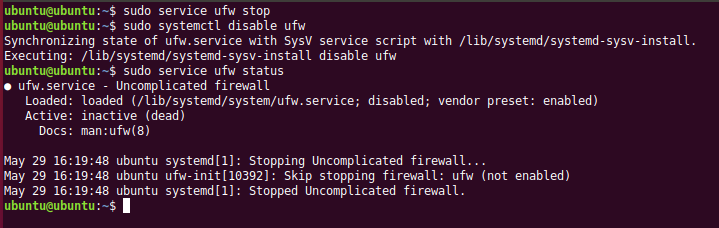 ubuntu@ubuntu:~$ sudo service ufw stop
ubuntu@ubuntu:~$ sudo systemctl disable ufw
Synchronizing state of ufw.service with SysV service script with /lib/systemd/systemd-sysv-install.
Executing: /lib/systemd/systemd-sysv-install disable ufw
ubuntu@ubuntu:~$ sudo service ufw status
● ufw.service - Uncomplicated firewall
   Loaded: loaded (/lib/systemd/system/ufw.service; disabled; vendor preset: enabled)
   Active: inactive (dead)
     Docs: man:ufw(8)

May 29 16:19:48 ubuntu systemd[1]: Stopping Uncomplicated firewall...
May 29 16:19:48 ubuntu ufw-init[10392]: Skip stopping firewall: ufw (not enabled)
May 29 16:19:48 ubuntu systemd[1]: Stopped Uncomplicated firewall.
ubuntu@ubuntu:~$